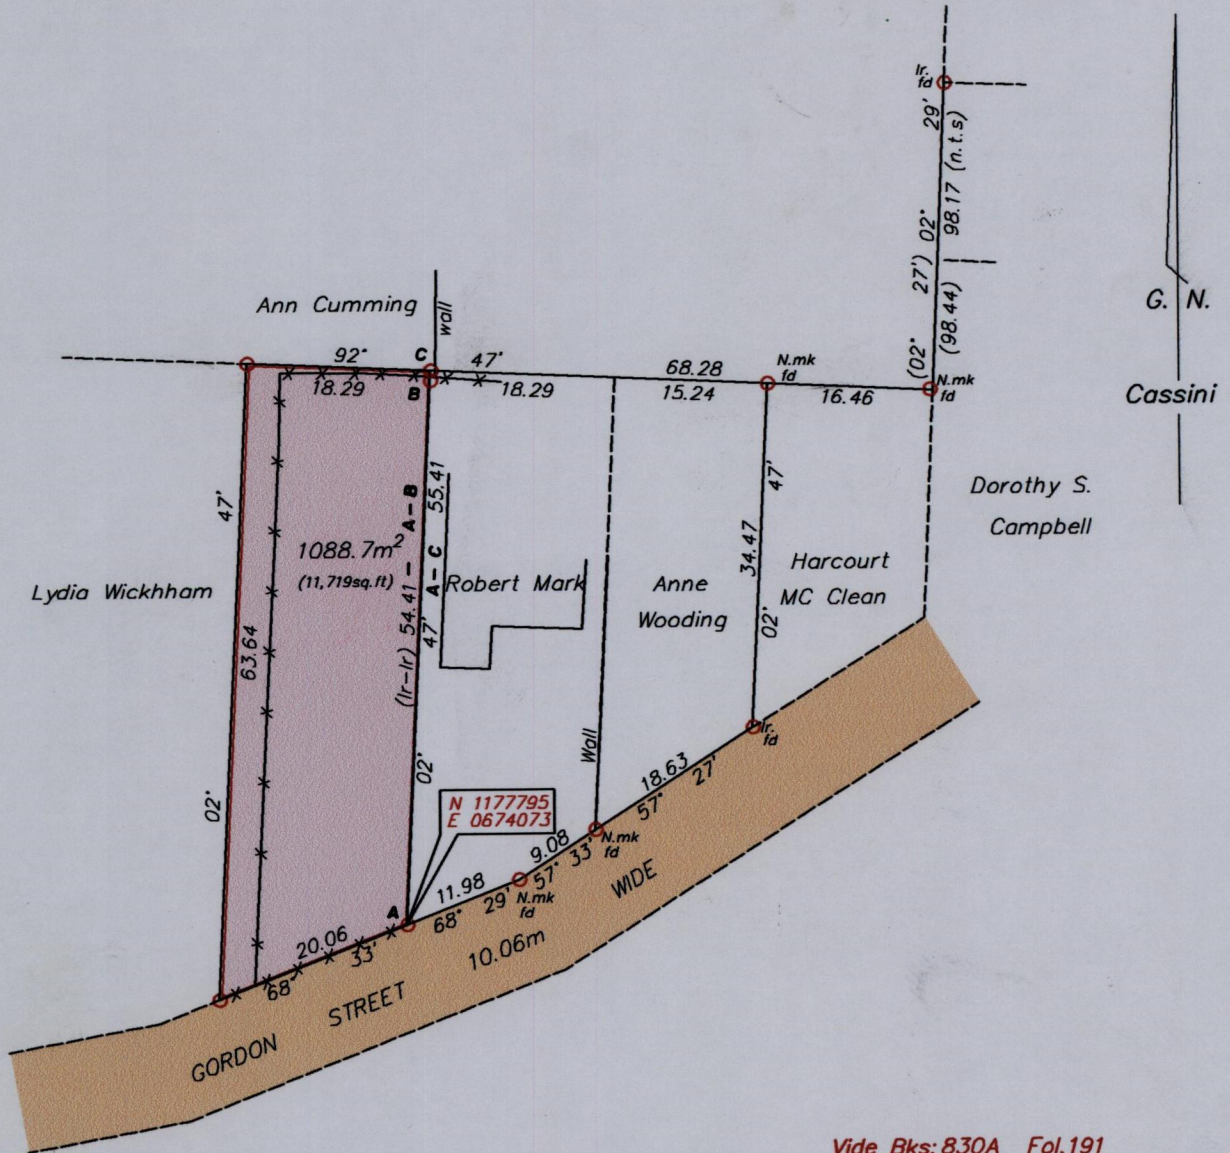 Ir.
fd
29'
98.17 (n.t.s)
02°
27')
(98.44)
(02°
G. N.
Cassini
Ann Cumming
wall
92°
C
47'
68.28
N.mk
fd
N.mk
fd
18.29
B
18.29
15.24
16.46
Dorothy S.
Campbell
47'
55.41
A-B
A-C
47'
1088.7m²
(11,719sq.ft)
(Ir-Ir) 54.41 -
47'
34.47
02°
Lydia Wickhham
Robert Mark
Anne
Wooding
Harcourt
MC Clean
63.64
02°
02°
Wall
Ir.
fd
N 1177795
E 0674073
18.63
57° 27'
9.08
57° 33'
N.mk
fd
11.98
68° 29'
N.mk
fd
A
20.06
68° 33'
GORDON STREET 10.06m WIDE
Vide Bks: 830A Fol.191